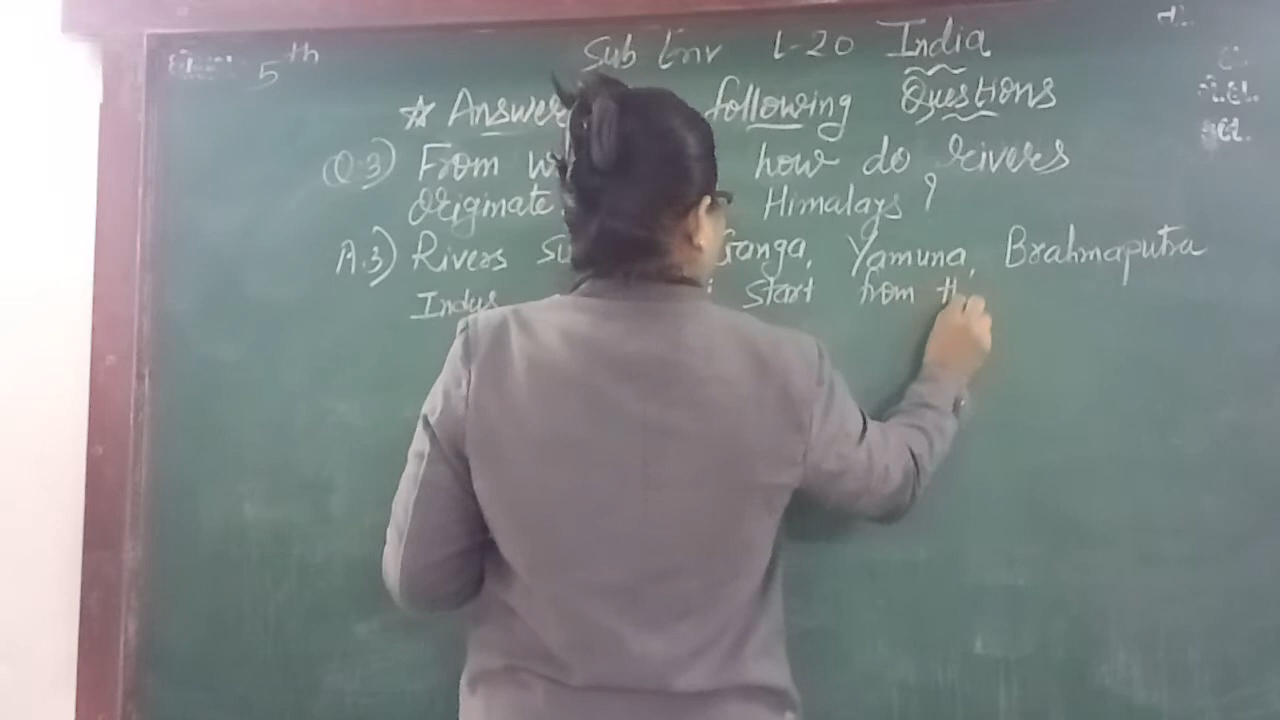 5th
Sub Env L-20 India
☆ Answer following Questions
Q.3) From how do rivers
originate Himalays ?
A.3) Rivers Ganga, Yamuna, Brahmaputra
Indus start from